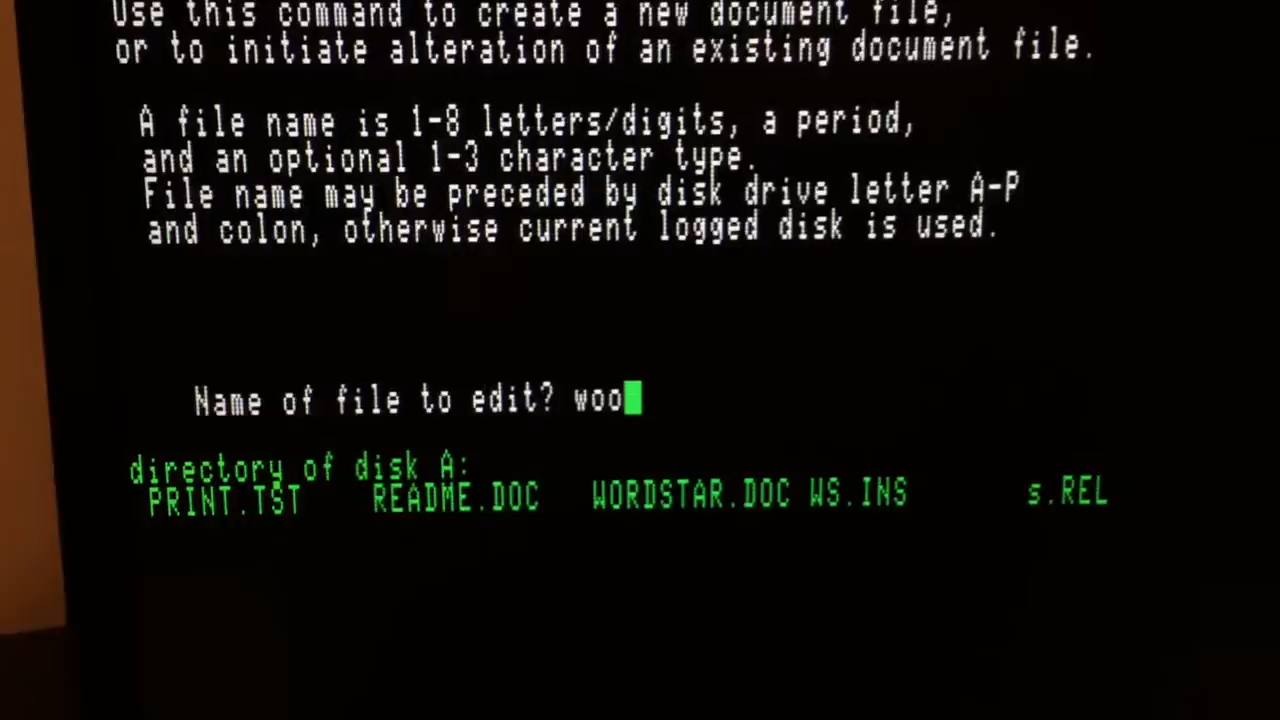 Use this command to create a new document file,
or to initiate alteration of an existing document file.
A file name is 1-8 letters/digits, a period,
and an optional 1-3 character type.
File name may be preceded by disk drive letter A-P
and colon, otherwise current logged disk is used.
Name of file to edit? woo
directory of disk A:
PRINT.TST README.DOC WORDSTAR.DOC WS.INS s.REL